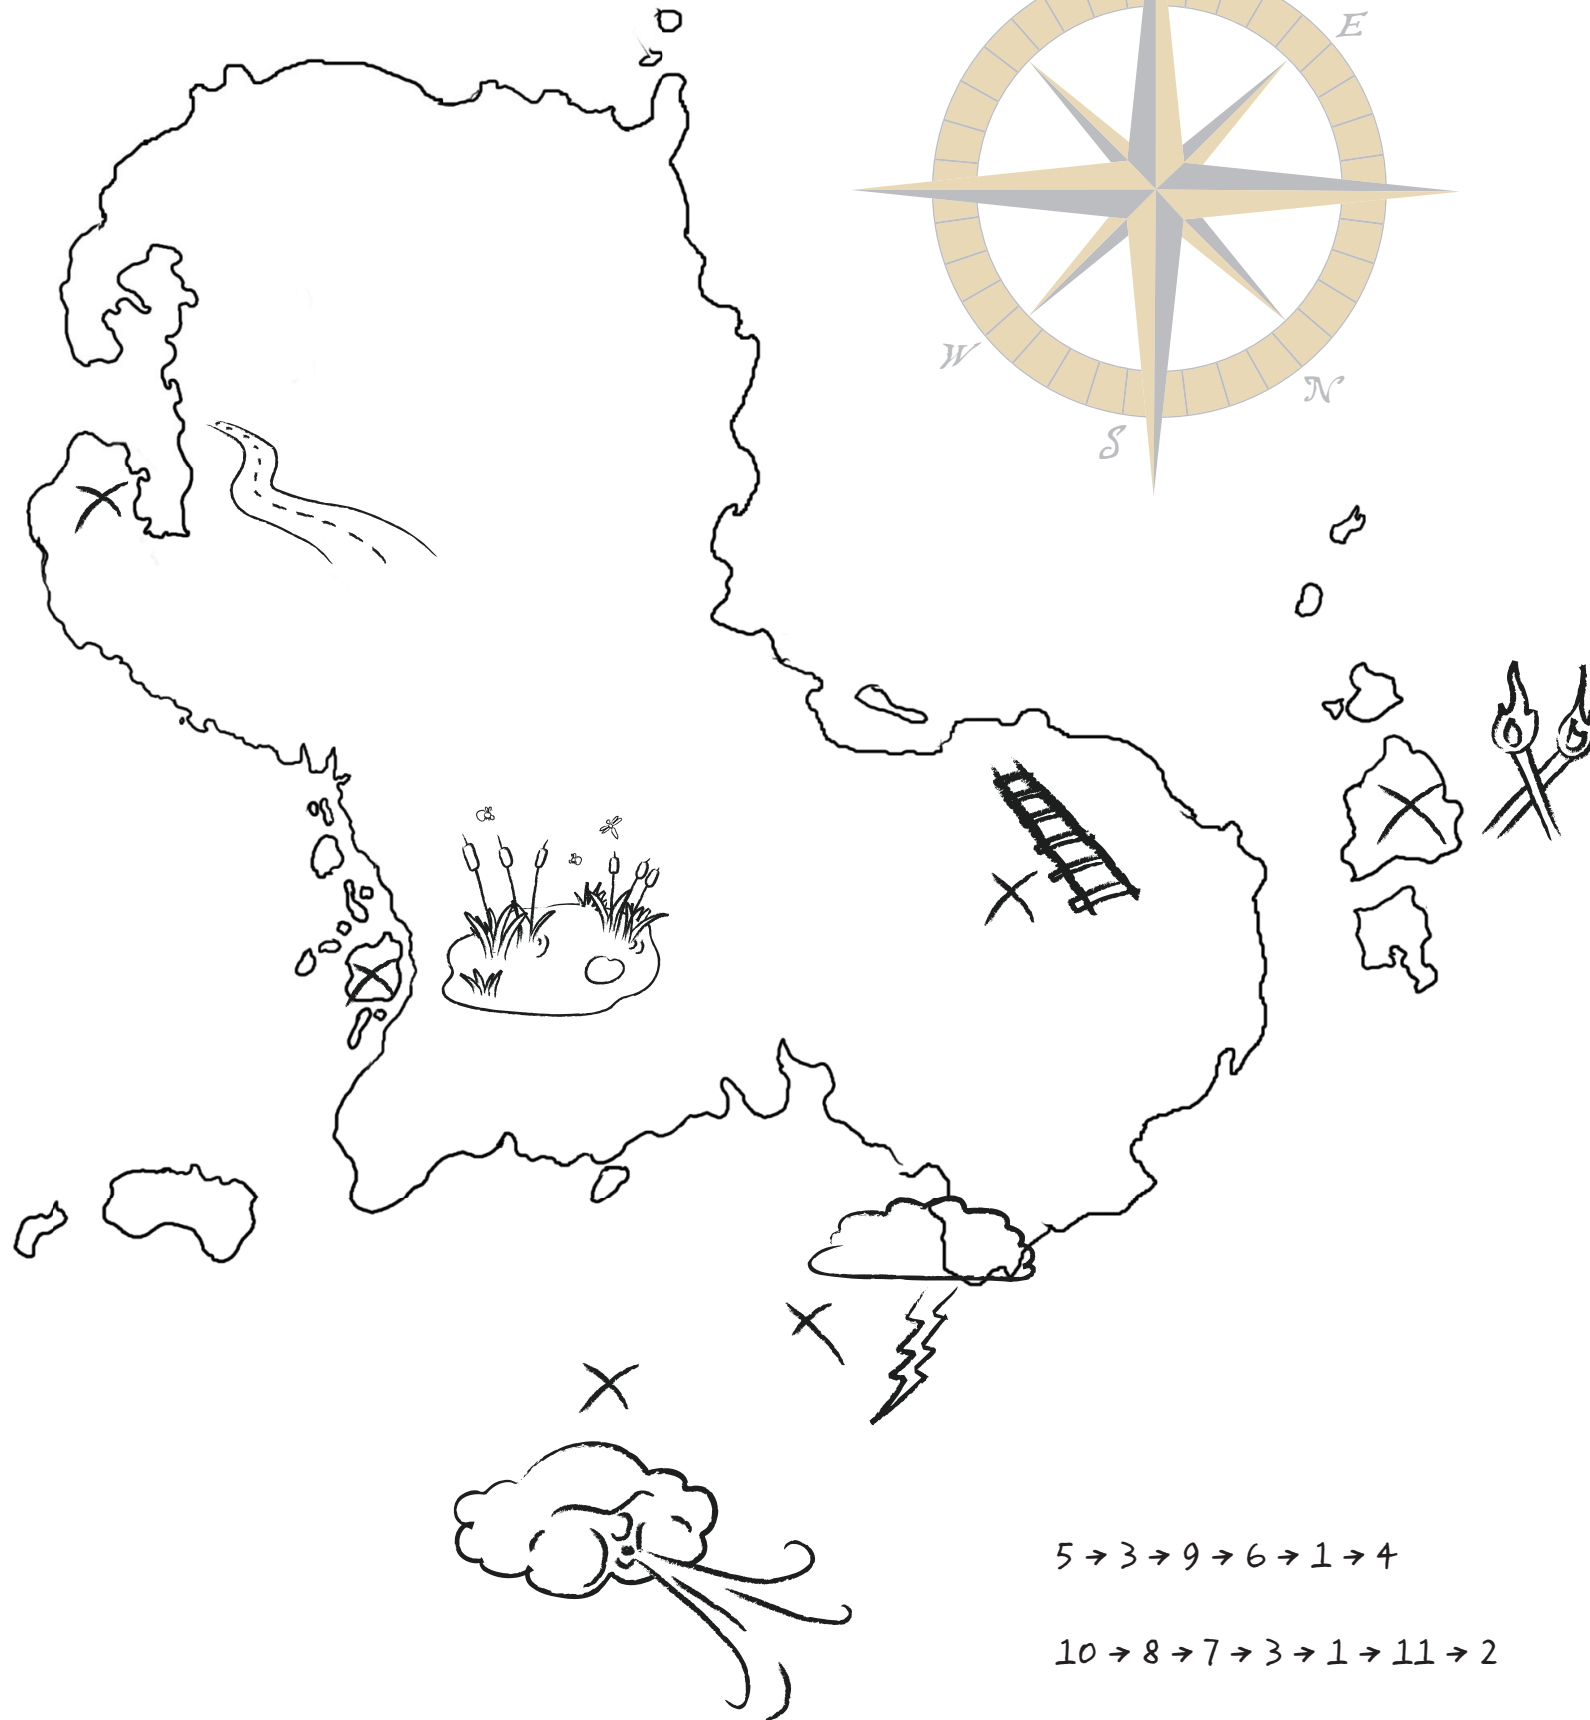 E
W
N
S
5 → 3 → 9 → 6 → 1 → 4
10 → 8 → 7 → 3 → 1 → 11 → 2